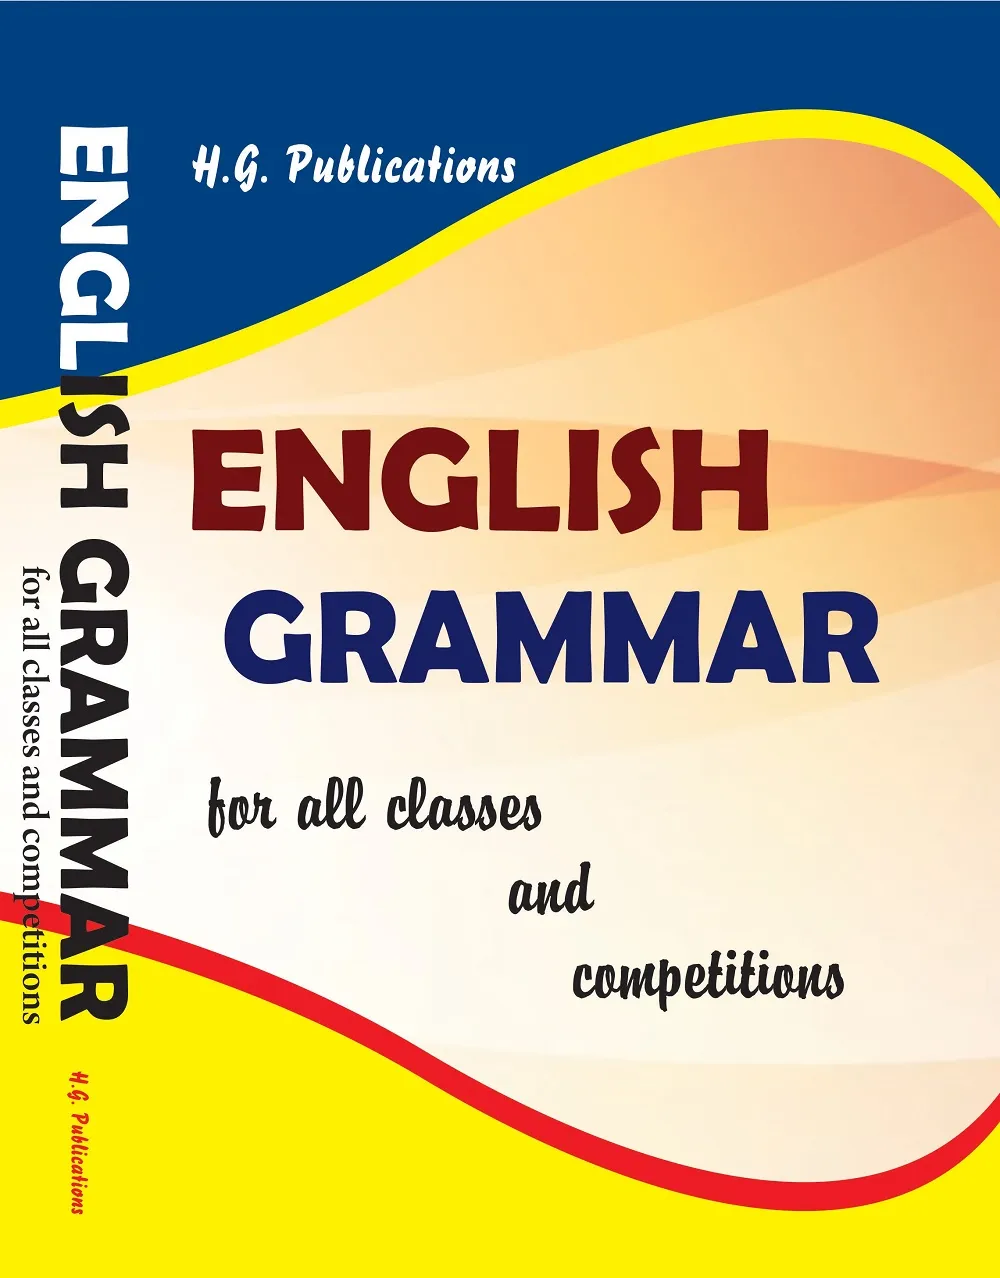 H.G. Publications
ENGLISH
GRAMMAR
for all classes
and
competitions
ENGLISH GRAMMAR
for all classes and competitions
H.G. Publications